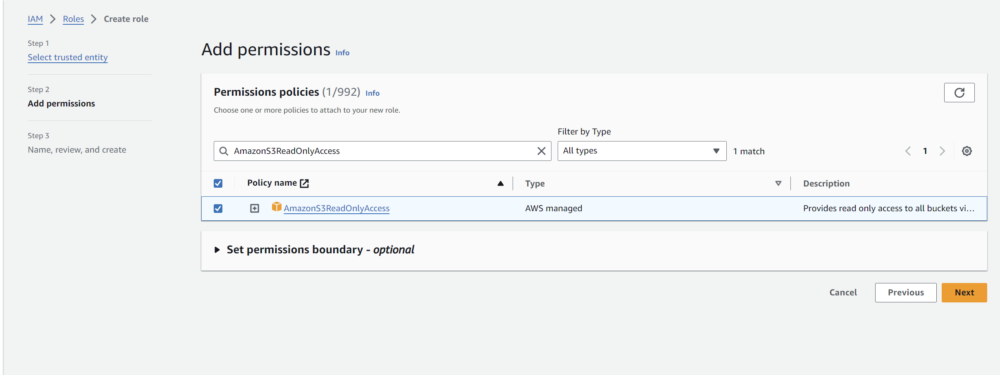 IAM > Roles > Create role
Step 1
Select trusted entity
Step 2
Add permissions
Step 3
Name, review, and create
Add permissions Info
Permissions policies (1/992) Info
Choose one or more policies to attach to your new role.
Filter by Type
AmazonS3ReadOnlyAccess All types 1 match 1
Policy name Type Description
AmazonS3ReadOnlyAccess AWS managed Provides read only access to all buckets vi...
Set permissions boundary - optional
Cancel Previous Next